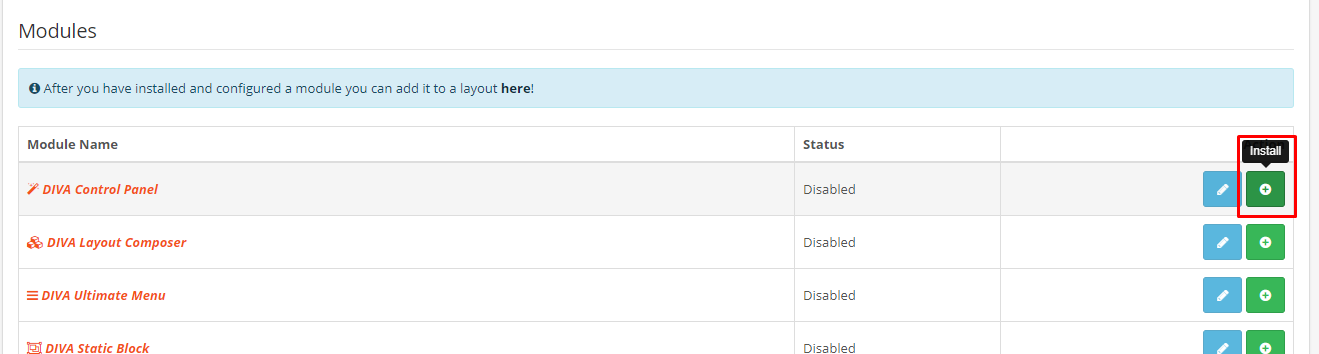 Modules
After you have installed and configured a module you can add it to a layout here!
Module Name Status
Install
DIVA Control Panel Disabled
DIVA Layout Composer Disabled
DIVA Ultimate Menu Disabled
DIVA Static Block Disabled